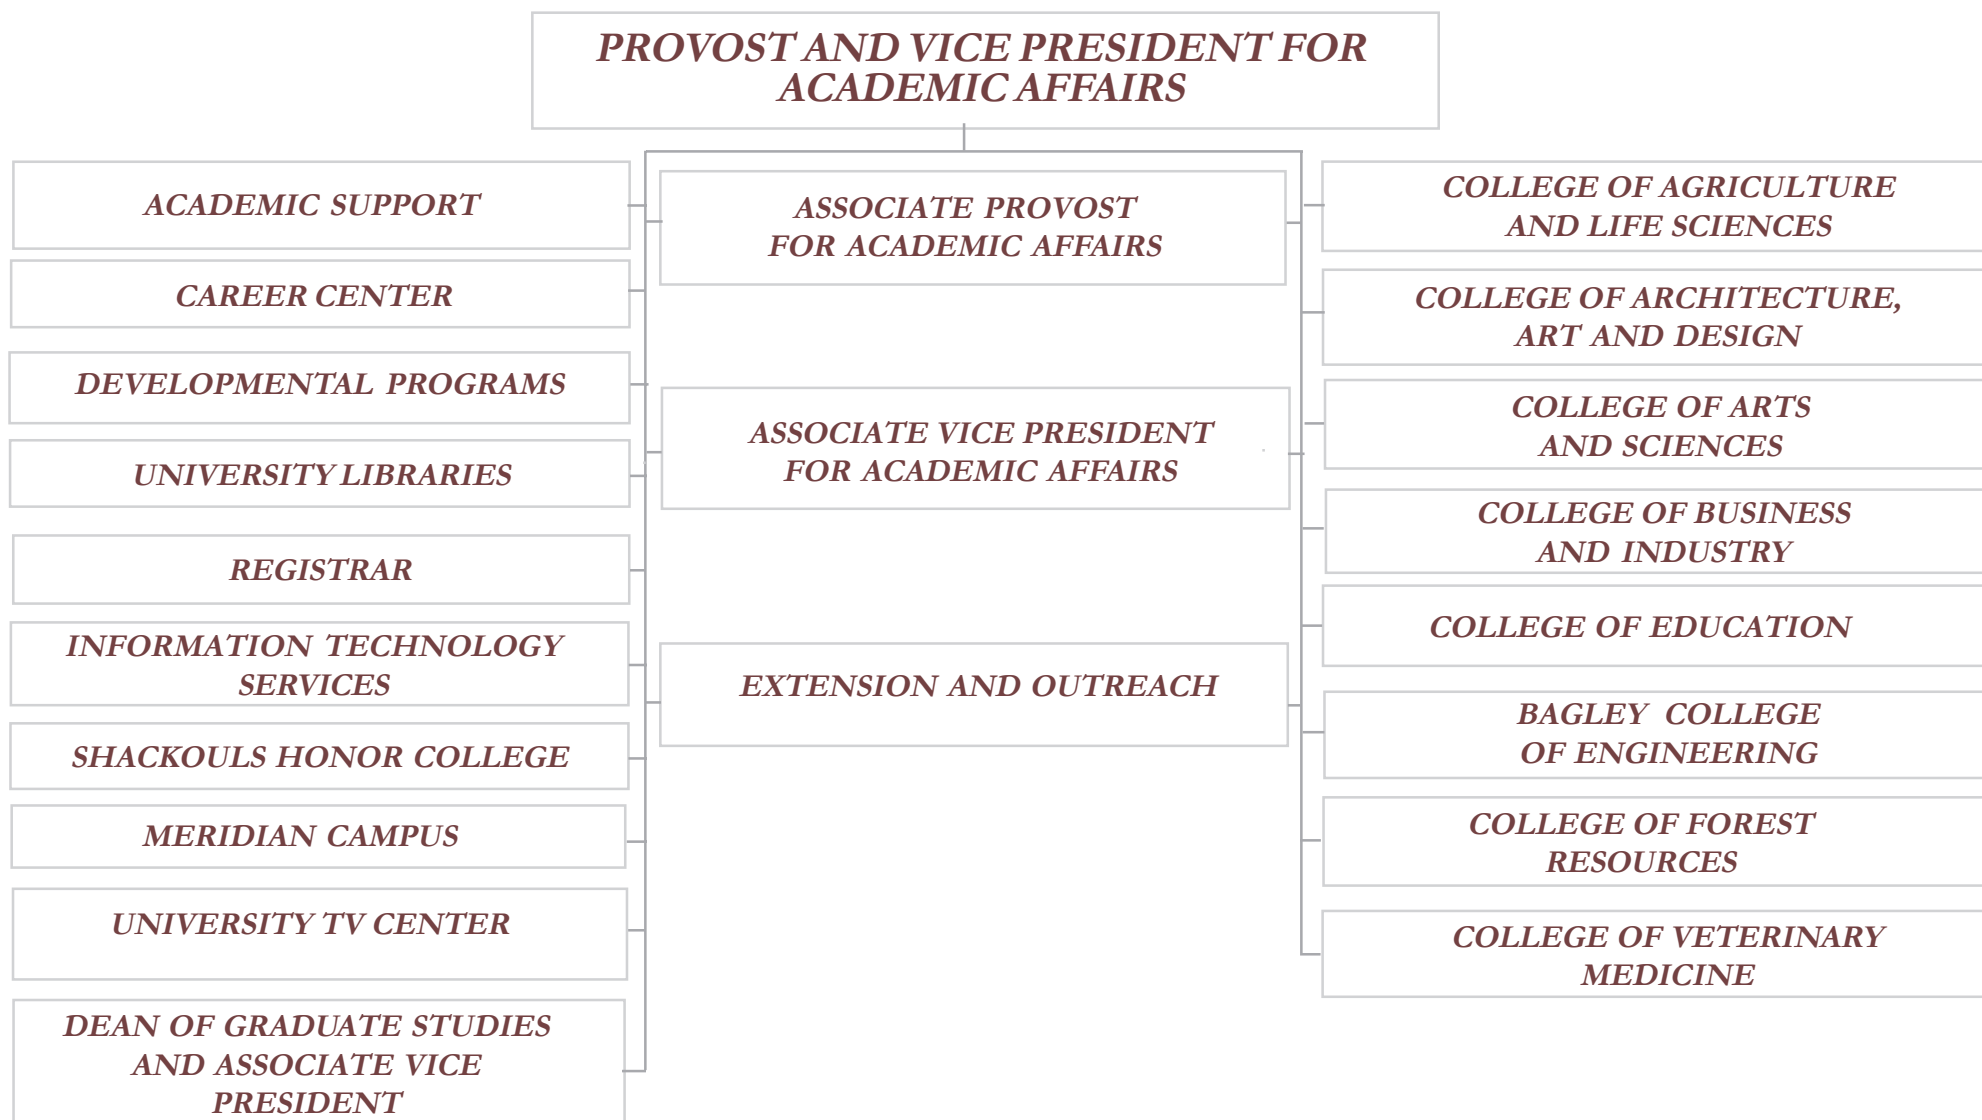 PROVOST AND VICE PRESIDENT FOR
ACADEMIC AFFAIRS
ACADEMIC SUPPORT
CAREER CENTER
DEVELOPMENTAL PROGRAMS
UNIVERSITY LIBRARIES
REGISTRAR
INFORMATION TECHNOLOGY
SERVICES
SHACKOULS HONOR COLLEGE
MERIDIAN CAMPUS
UNIVERSITY TV CENTER
DEAN OF GRADUATE STUDIES
AND ASSOCIATE VICE
PRESIDENT
ASSOCIATE PROVOST
FOR ACADEMIC AFFAIRS
ASSOCIATE VICE PRESIDENT
FOR ACADEMIC AFFAIRS
EXTENSION AND OUTREACH
COLLEGE OF AGRICULTURE
AND LIFE SCIENCES
COLLEGE OF ARCHITECTURE,
ART AND DESIGN
COLLEGE OF ARTS
AND SCIENCES
COLLEGE OF BUSINESS
AND INDUSTRY
COLLEGE OF EDUCATION
BAGLEY COLLEGE
OF ENGINEERING
COLLEGE OF FOREST
RESOURCES
COLLEGE OF VETERINARY
MEDICINE